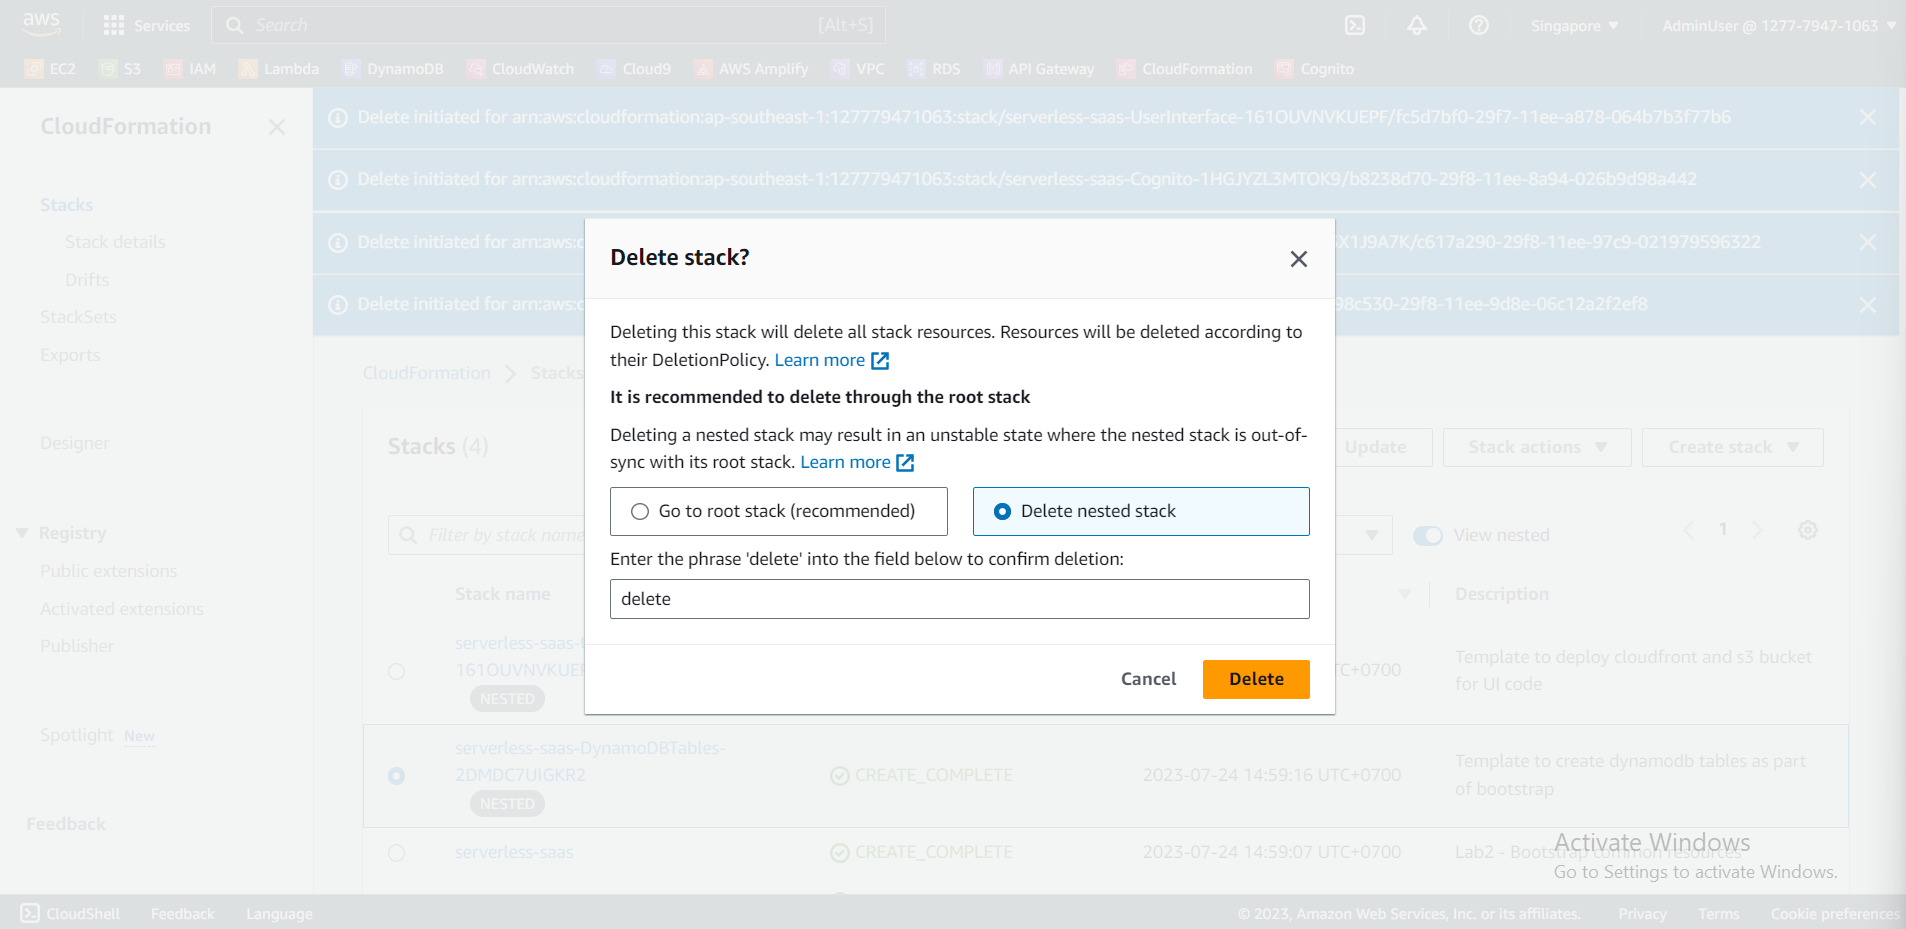 aws
Services
Search
[Alt+S]
Singapore
AdminUser @ 1277-7947-1063
EC2
S3
IAM
Lambda
DynamoDB
CloudWatch
Cloud9
AWS Amplify
VPC
RDS
API Gateway
CloudFormation
Cognito
CloudFormation
Stacks
Stack details
Drifts
StackSets
Exports
Designer
Registry
Public extensions
Activated extensions
Publisher
Spotlight New
Feedback
Delete initiated for arn:aws:cloudformation:ap-southeast-1:127779471063:stack/serverless-saas-UserInterface-161OUVNVKUEPF/fc5d7bf0-29f7-11ee-a878-064b7b3f77b6
Delete initiated for arn:aws:cloudformation:ap-southeast-1:127779471063:stack/serverless-saas-Cognito-1HGJYZL3MTOK9/b8238d70-29f8-11ee-8a94-026b9d98a442
Delete initiated for arn:aws:c X1J9A7K/c617a290-29f8-11ee-97c9-021979596322
Delete initiated for arn:aws:c 98c530-29f8-11ee-9d8e-06c12a2f2ef8
CloudFormation > Stacks
Stacks (4)
Update
Stack actions
Create stack
Filter by stack name
View nested
1
Stack name
Description
serverless-saas-
161OUVNVKUEP
NESTED
TC+0700
Template to deploy cloudfront and s3 bucket
for UI code
serverless-saas-DynamoDBTables-
2DMDC7UIGKR2
NESTED
CREATE_COMPLETE
2023-07-24 14:59:16 UTC+0700
Template to create dynamodb tables as part
of bootstrap
serverless-saas
CREATE_COMPLETE
2023-07-24 14:59:07 UTC+0700
Lab2 - Bootstrap common resources
Delete stack?
Deleting this stack will delete all stack resources. Resources will be deleted according to
their DeletionPolicy. Learn more
It is recommended to delete through the root stack
Deleting a nested stack may result in an unstable state where the nested stack is out-of-
sync with its root stack. Learn more
Go to root stack (recommended)
Delete nested stack
Enter the phrase 'delete' into the field below to confirm deletion:
delete
Cancel
Delete
Activate Windows
Go to Settings to activate Windows.
CloudShell
Feedback
Language
© 2023, Amazon Web Services, Inc. or its affiliates.
Privacy
Terms
Cookie preferences